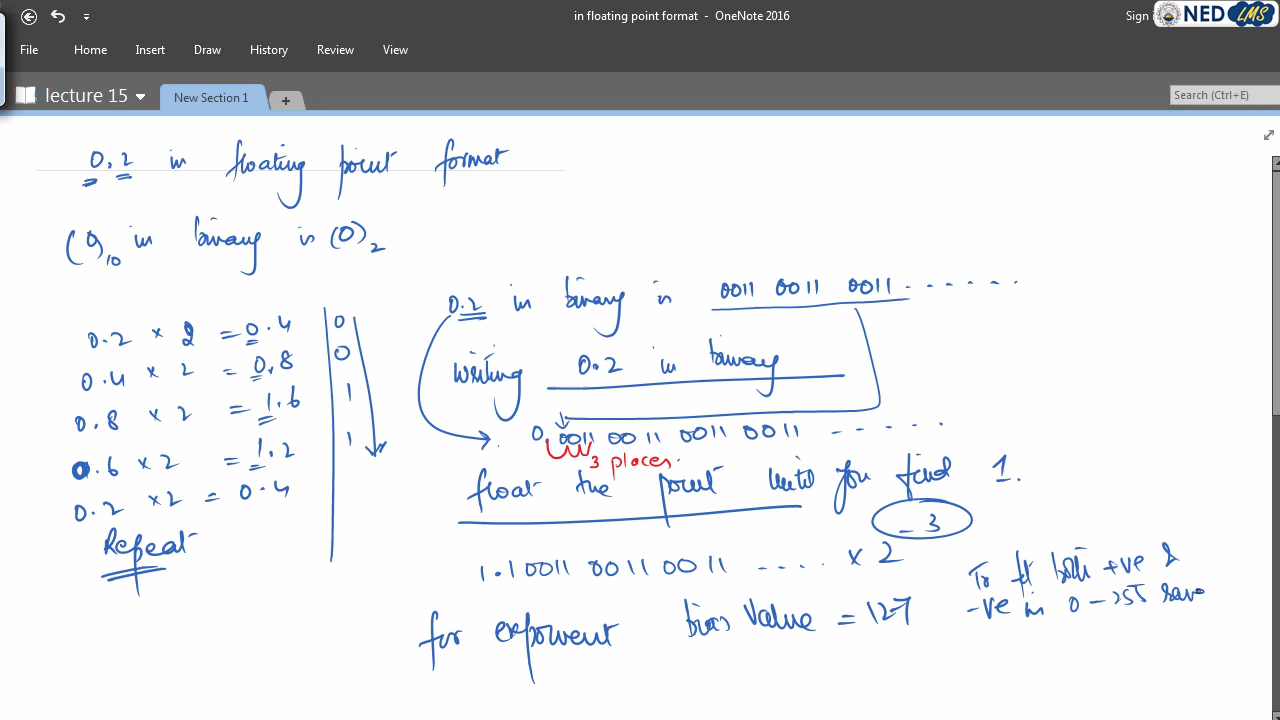 in floating point format - OneNote 2016
Sign
NED LMS
File Home Insert Draw History Review View
lecture 15
New Section 1
Search (Ctrl+E)
0.2 in floating point format
(0)10 in binary is (0)2
0.2 in binary is 0011 0011 0011 . - - - - - -
0.2 × 2 = 0.4 0
0.4 × 2 = 0.8 0
0.8 × 2 = 1.6 1
0.6 × 2 = 1.2 1
0.2 × 2 = 0.4
Repeat
writing 0.2 in binary
0.0011 0011 0011 0011 - - - - - .
3 places.
float the point until you find 1.
1.10011 0011 0011 - - - - × 2 -3
for exponent bias value = 127
To fit both +ve &
-ve in 0-255